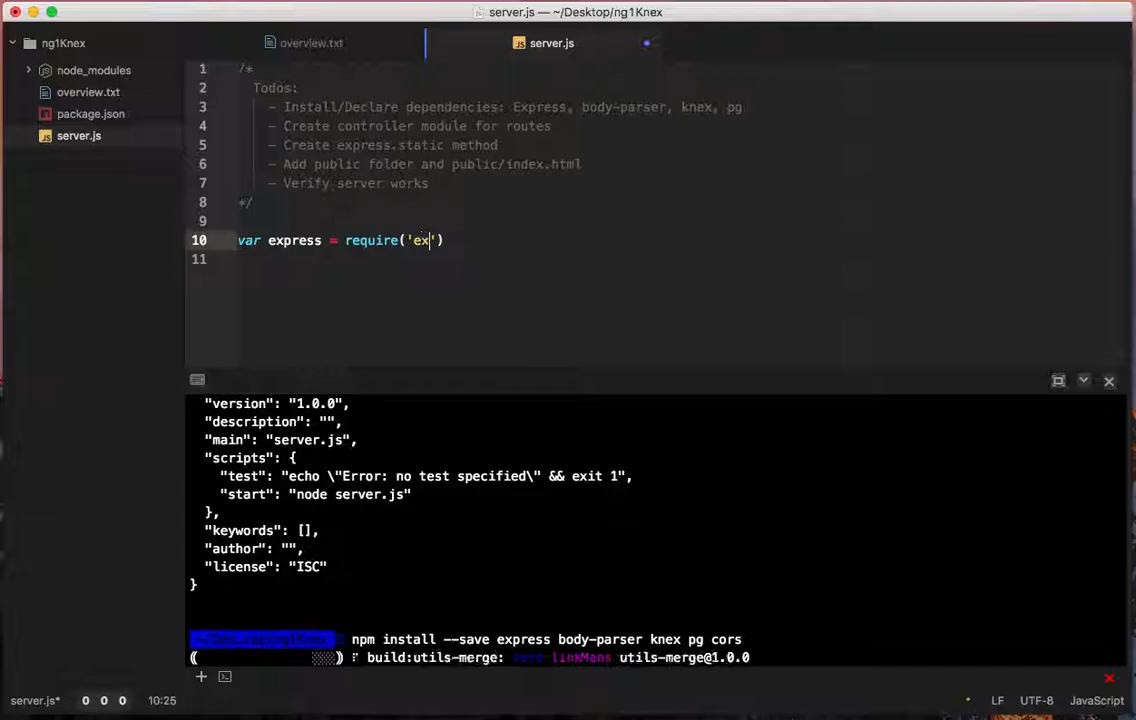 server.js — ~/Desktop/ng1Knex
ng1Knex
node_modules
overview.txt
package.json
server.js
overview.txt
server.js
1 /*
2 Todos:
3 - Install/Declare dependencies: Express, body-parser, knex, pg
4 - Create controller module for routes
5 - Create express.static method
6 - Add public folder and public/index.html
7 - Verify server works
8 */
9
10 var express = require('ex')
11
"version": "1.0.0",
"description": "",
"main": "server.js",
"scripts": {
"test": "echo \"Error: no test specified\" && exit 1",
"start": "node server.js"
},
"keywords": [],
"author": "",
"license": "ISC"
}
npm install --save express body-parser knex pg cors
( ░░░) ⠏ build:utils-merge: linkMans utils-merge@1.0.0
server.js* 0 0 0 10:25 LF UTF-8 JavaScript